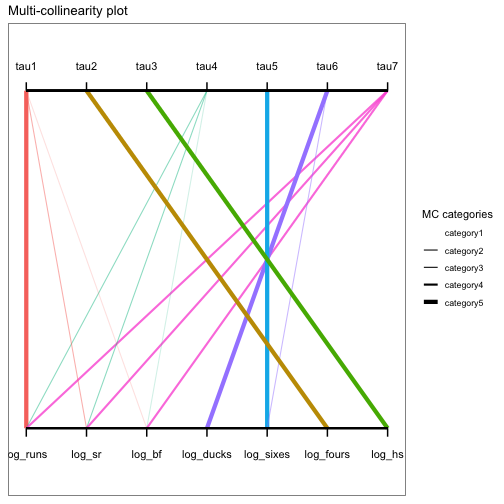 Multi-collinearity plot
tau1 tau2 tau3 tau4 tau5 tau6 tau7
MC categories
category1
category2
category3
category4
category5
og_runs log_sr log_bf log_ducks log_sixes log_fours log_hs